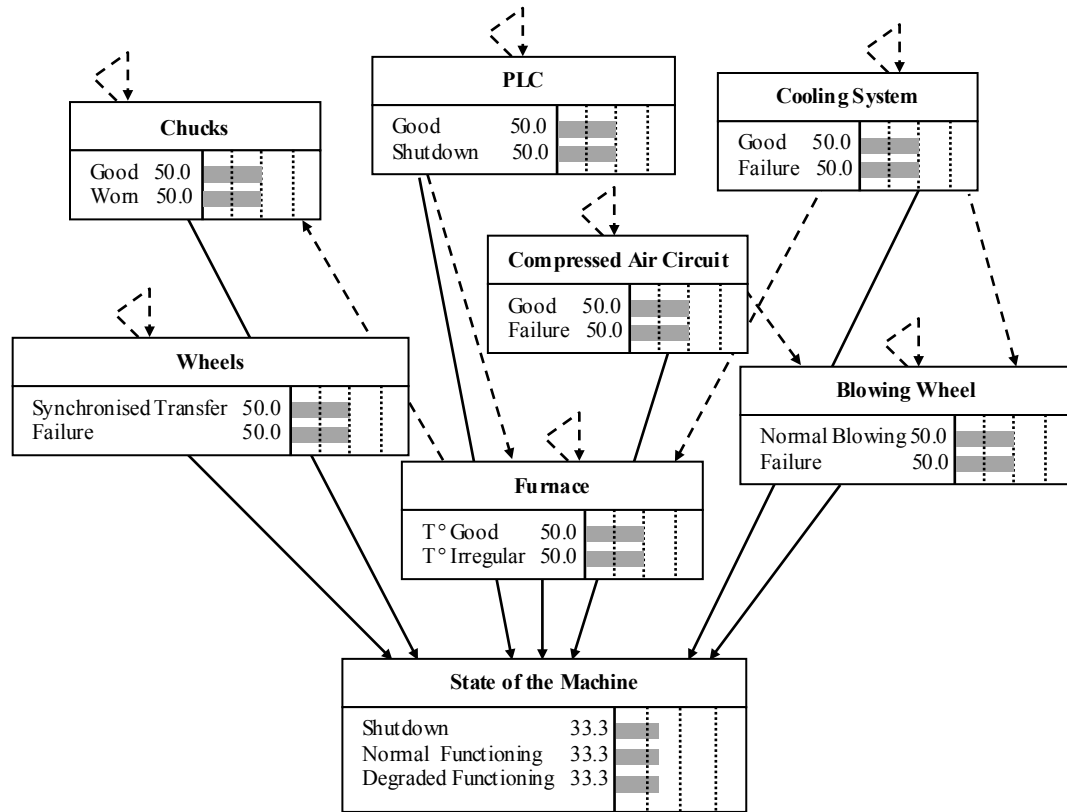 PLC
Good 50.0
Shutdown 50.0
Cooling System
Good 50.0
Failure 50.0
Chucks
Good 50.0
Worn 50.0
Compressed Air Circuit
Good 50.0
Failure 50.0
Wheels
Synchronised Transfer 50.0
Failure 50.0
Blowing Wheel
Normal Blowing 50.0
Failure 50.0
Furnace
T° Good 50.0
T° Irregular 50.0
State of the Machine
Shutdown 33.3
Normal Functioning 33.3
Degraded Functioning 33.3